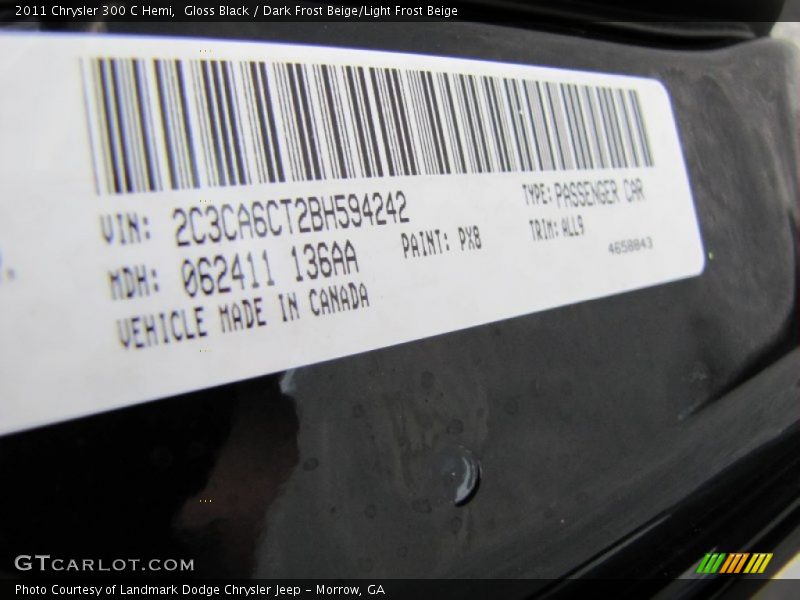 2011 Chrysler 300 C Hemi,  Gloss Black / Dark Frost Beige/Light Frost Beige
VIN: 2C3CA6CT2BH594242 TYPE: PASSENGER CAR
MDH: 062411 136AA PAINT: PX8 TRIM: ALL9
VEHICLE MADE IN CANADA 4658843
GTCARLOT.COM
Photo Courtesy of Landmark Dodge Chrysler Jeep – Morrow, GA